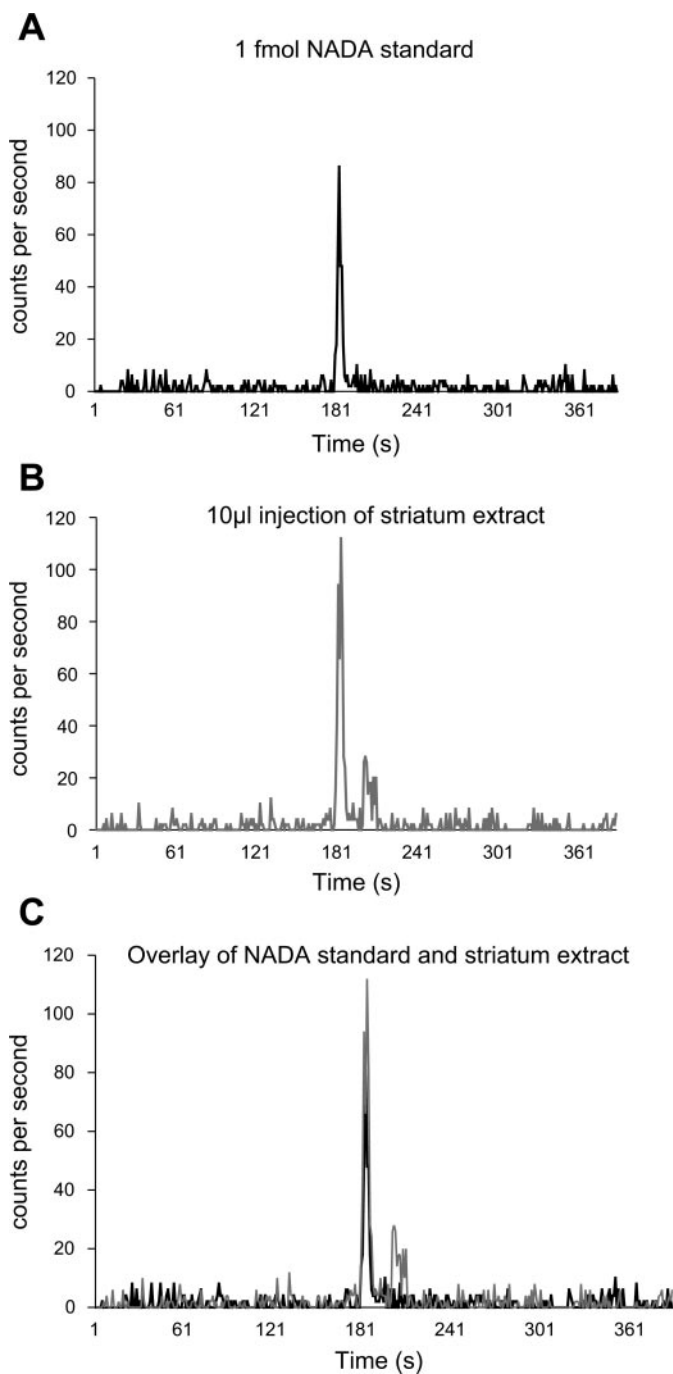 A
1 fmol NADA standard
120
100
80
60
40
20
0
counts per second
1 61 121 181 241 301 361
Time (s)
B
10µl injection of striatum extract
120
100
80
60
40
20
0
counts per second
1 61 121 181 241 301 361
Time (s)
C
Overlay of NADA standard and striatum extract
120
100
80
60
40
20
0
counts per second
1 61 121 181 241 301 361
Time (s)